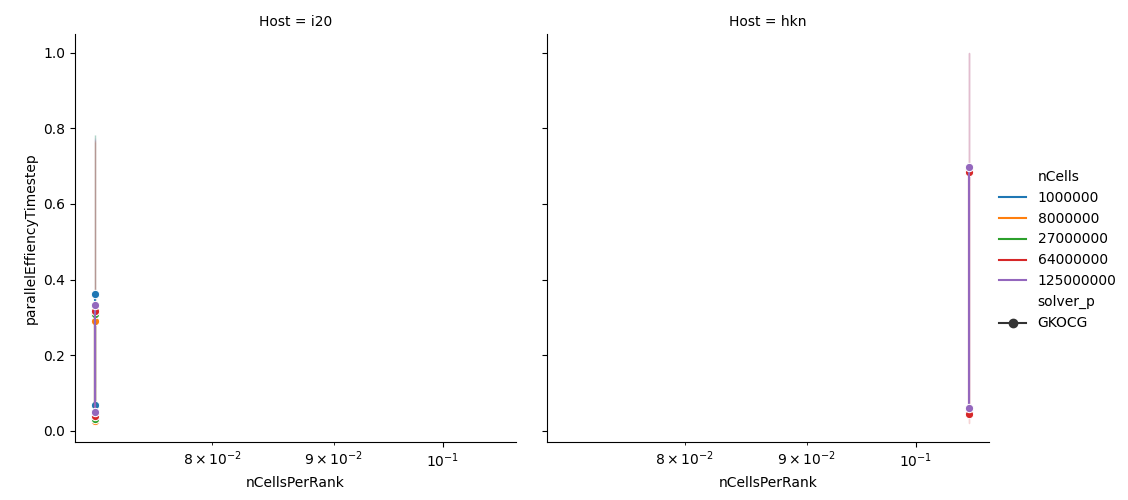 Host = i20
Host = hkn
parallelEffiencyTimestep
1.0
0.8
0.6
0.4
0.2
0.0
8 × 10⁻²
9 × 10⁻²
10⁻¹
nCellsPerRank
8 × 10⁻²
9 × 10⁻²
10⁻¹
nCellsPerRank
nCells
1000000
8000000
27000000
64000000
125000000
solver_p
GKOCG